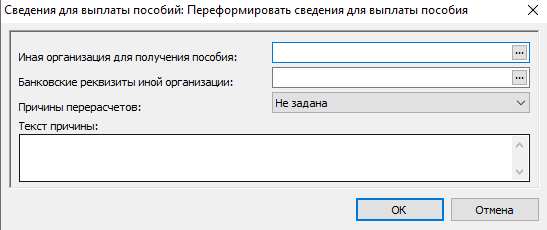 Сведения для выплаты пособий: Переформировать сведения для выплаты пособия
Иная организация для получения пособия:
...
Банковские реквизиты иной организации:
...
Причины перерасчетов:
Не задана
Текст причины:
OK
Отмена